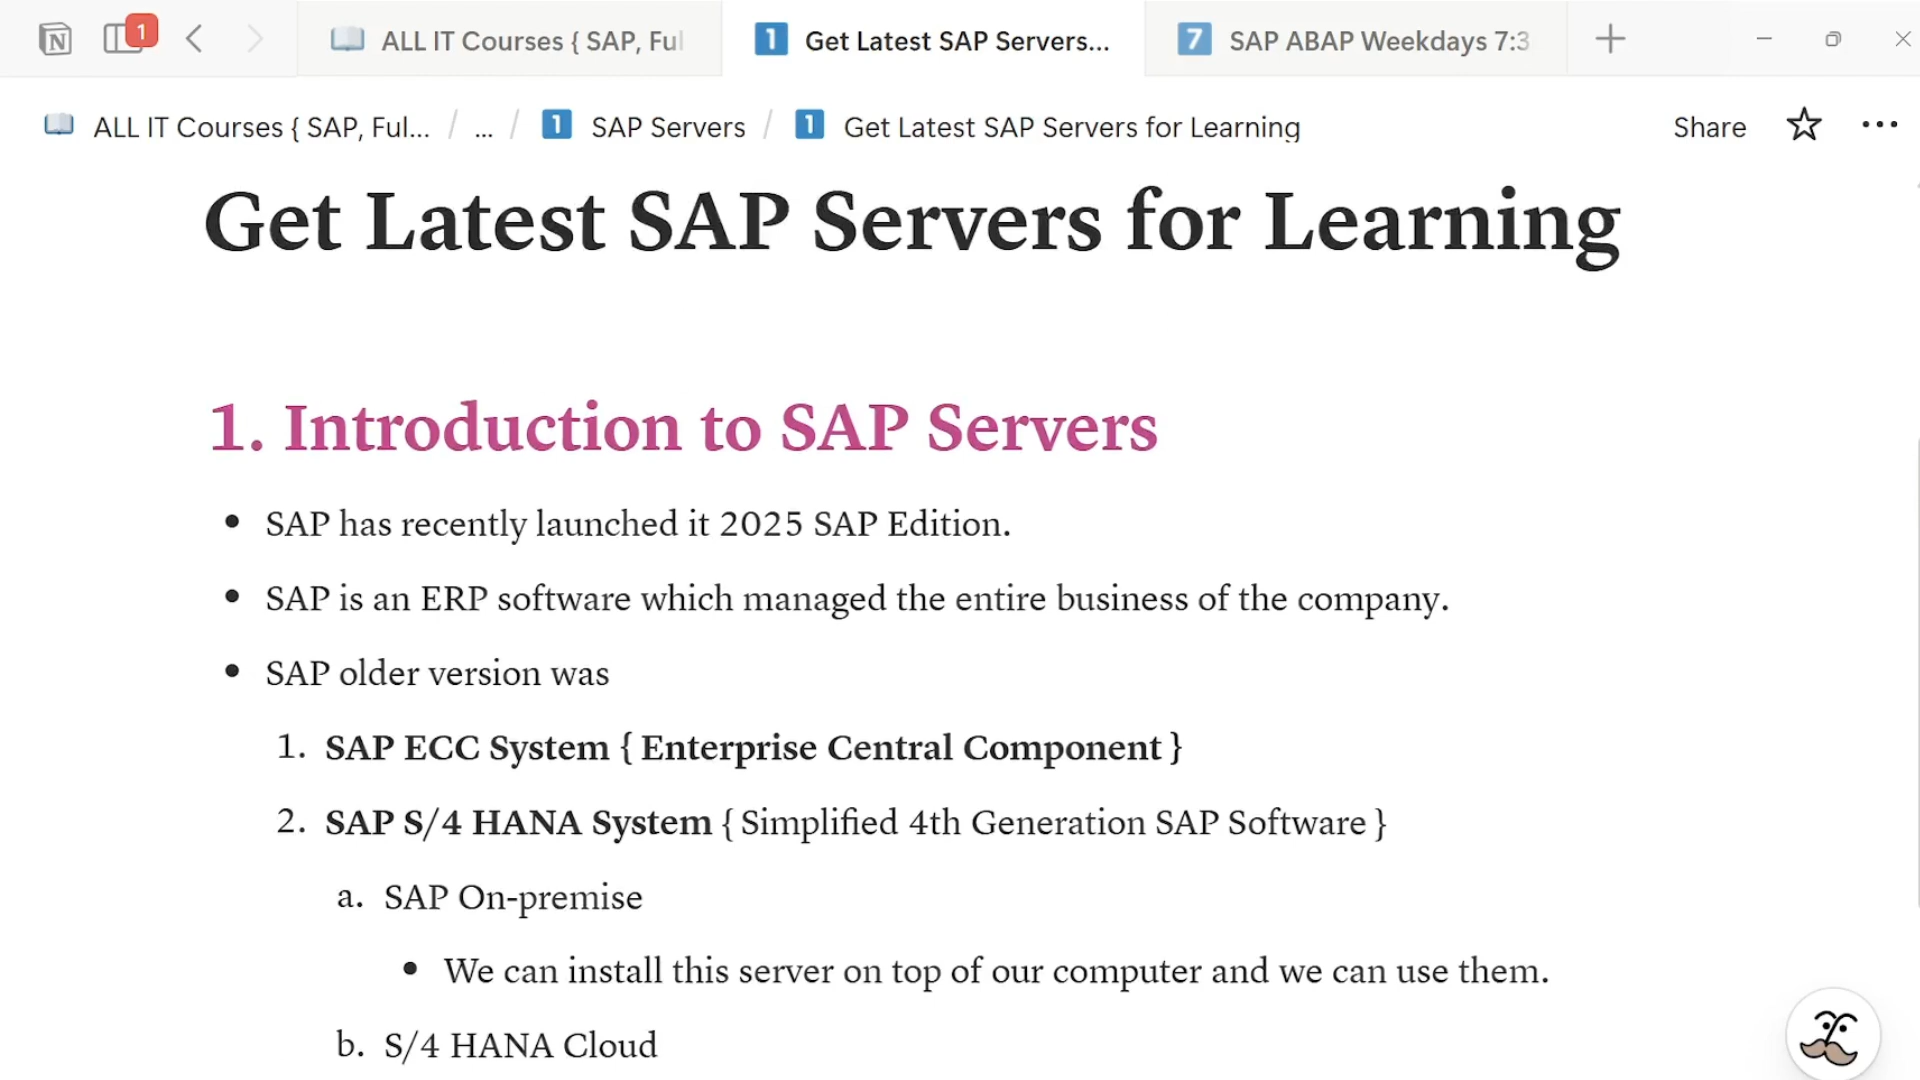 1
ALL IT Courses { SAP, Ful
1 Get Latest SAP Servers...
7 SAP ABAP Weekdays 7:3
ALL IT Courses { SAP, Ful... / ... / 1 SAP Servers / 1 Get Latest SAP Servers for Learning
Share
Get Latest SAP Servers for Learning
1. Introduction to SAP Servers
• SAP has recently launched it 2025 SAP Edition.
• SAP is an ERP software which managed the entire business of the company.
• SAP older version was
1. SAP ECC System { Enterprise Central Component }
2. SAP S/4 HANA System { Simplified 4th Generation SAP Software }
a. SAP On-premise
• We can install this server on top of our computer and we can use them.
b. S/4 HANA Cloud